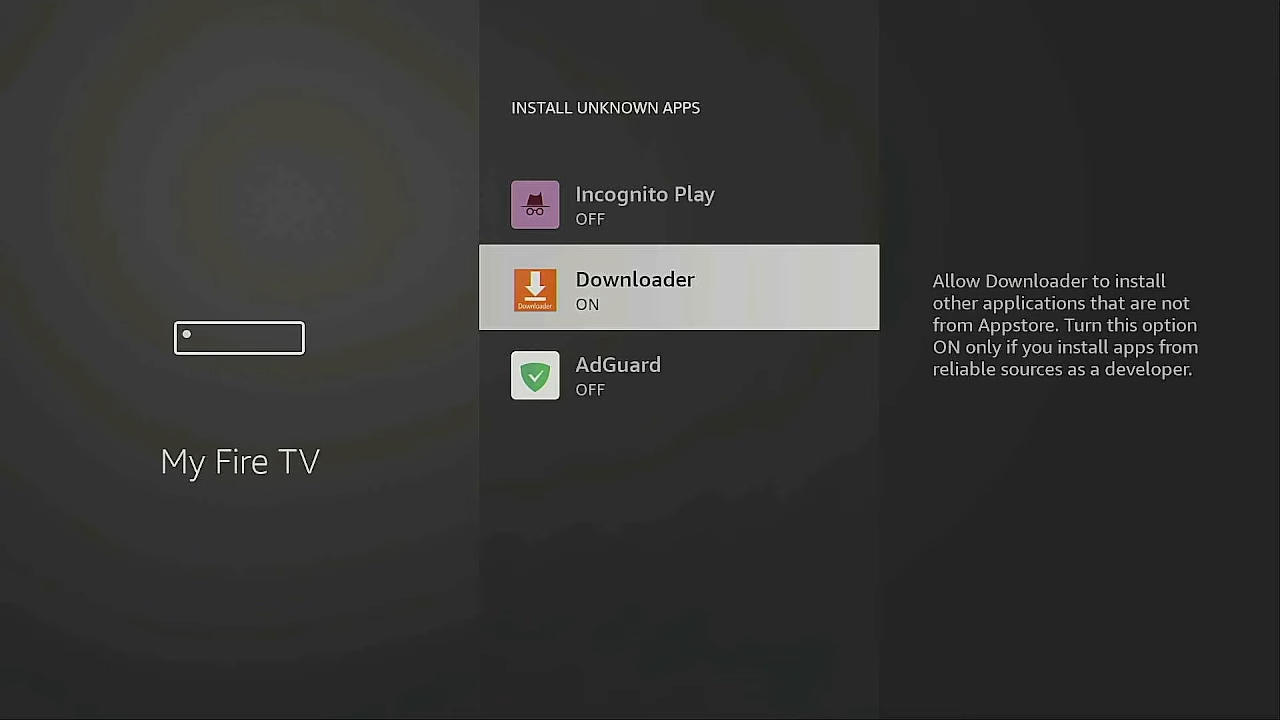 INSTALL UNKNOWN APPS
Incognito Play
OFF
Downloader
Downloader
ON
AdGuard
OFF
My Fire TV
Allow Downloader to install
other applications that are not
from Appstore. Turn this option
ON only if you install apps from
reliable sources as a developer.